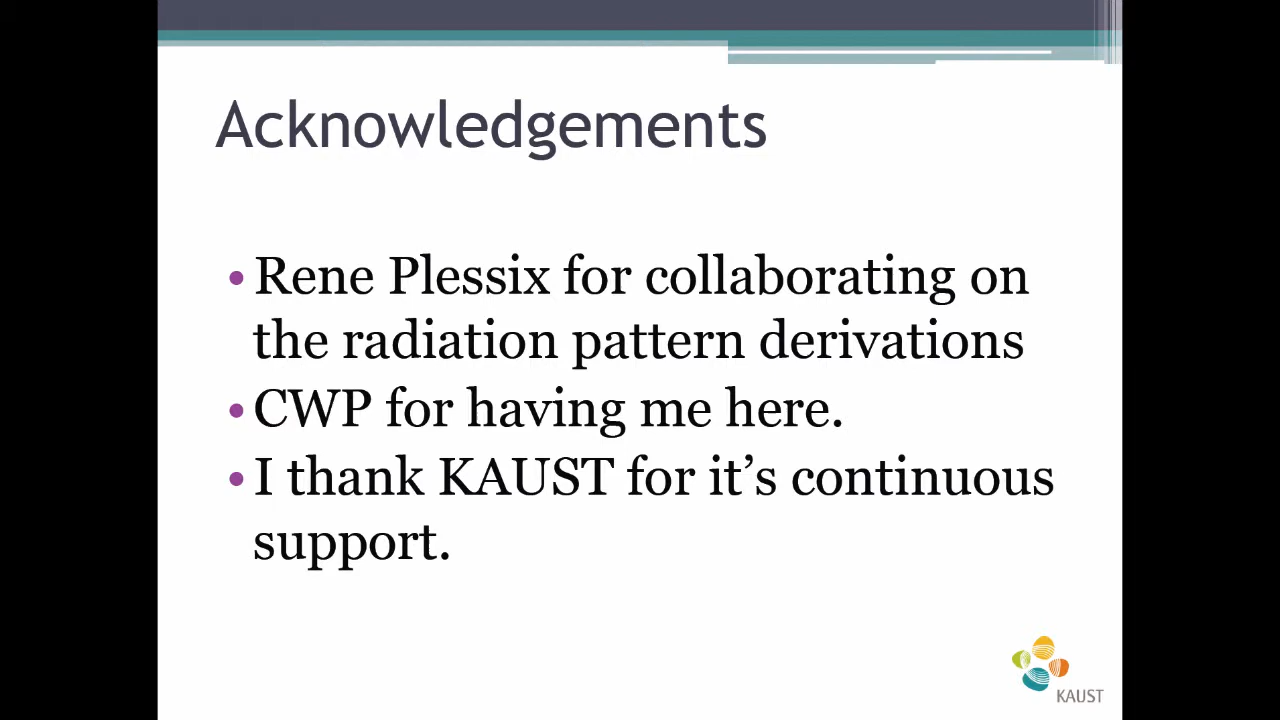 Acknowledgements
•Rene Plessix for collaborating on
the radiation pattern derivations
•CWP for having me here.
•I thank KAUST for it’s continuous
support.
KAUST